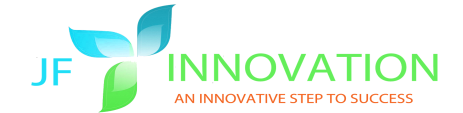 JF INNOVATION
AN INNOVATIVE STEP TO SUCCESS